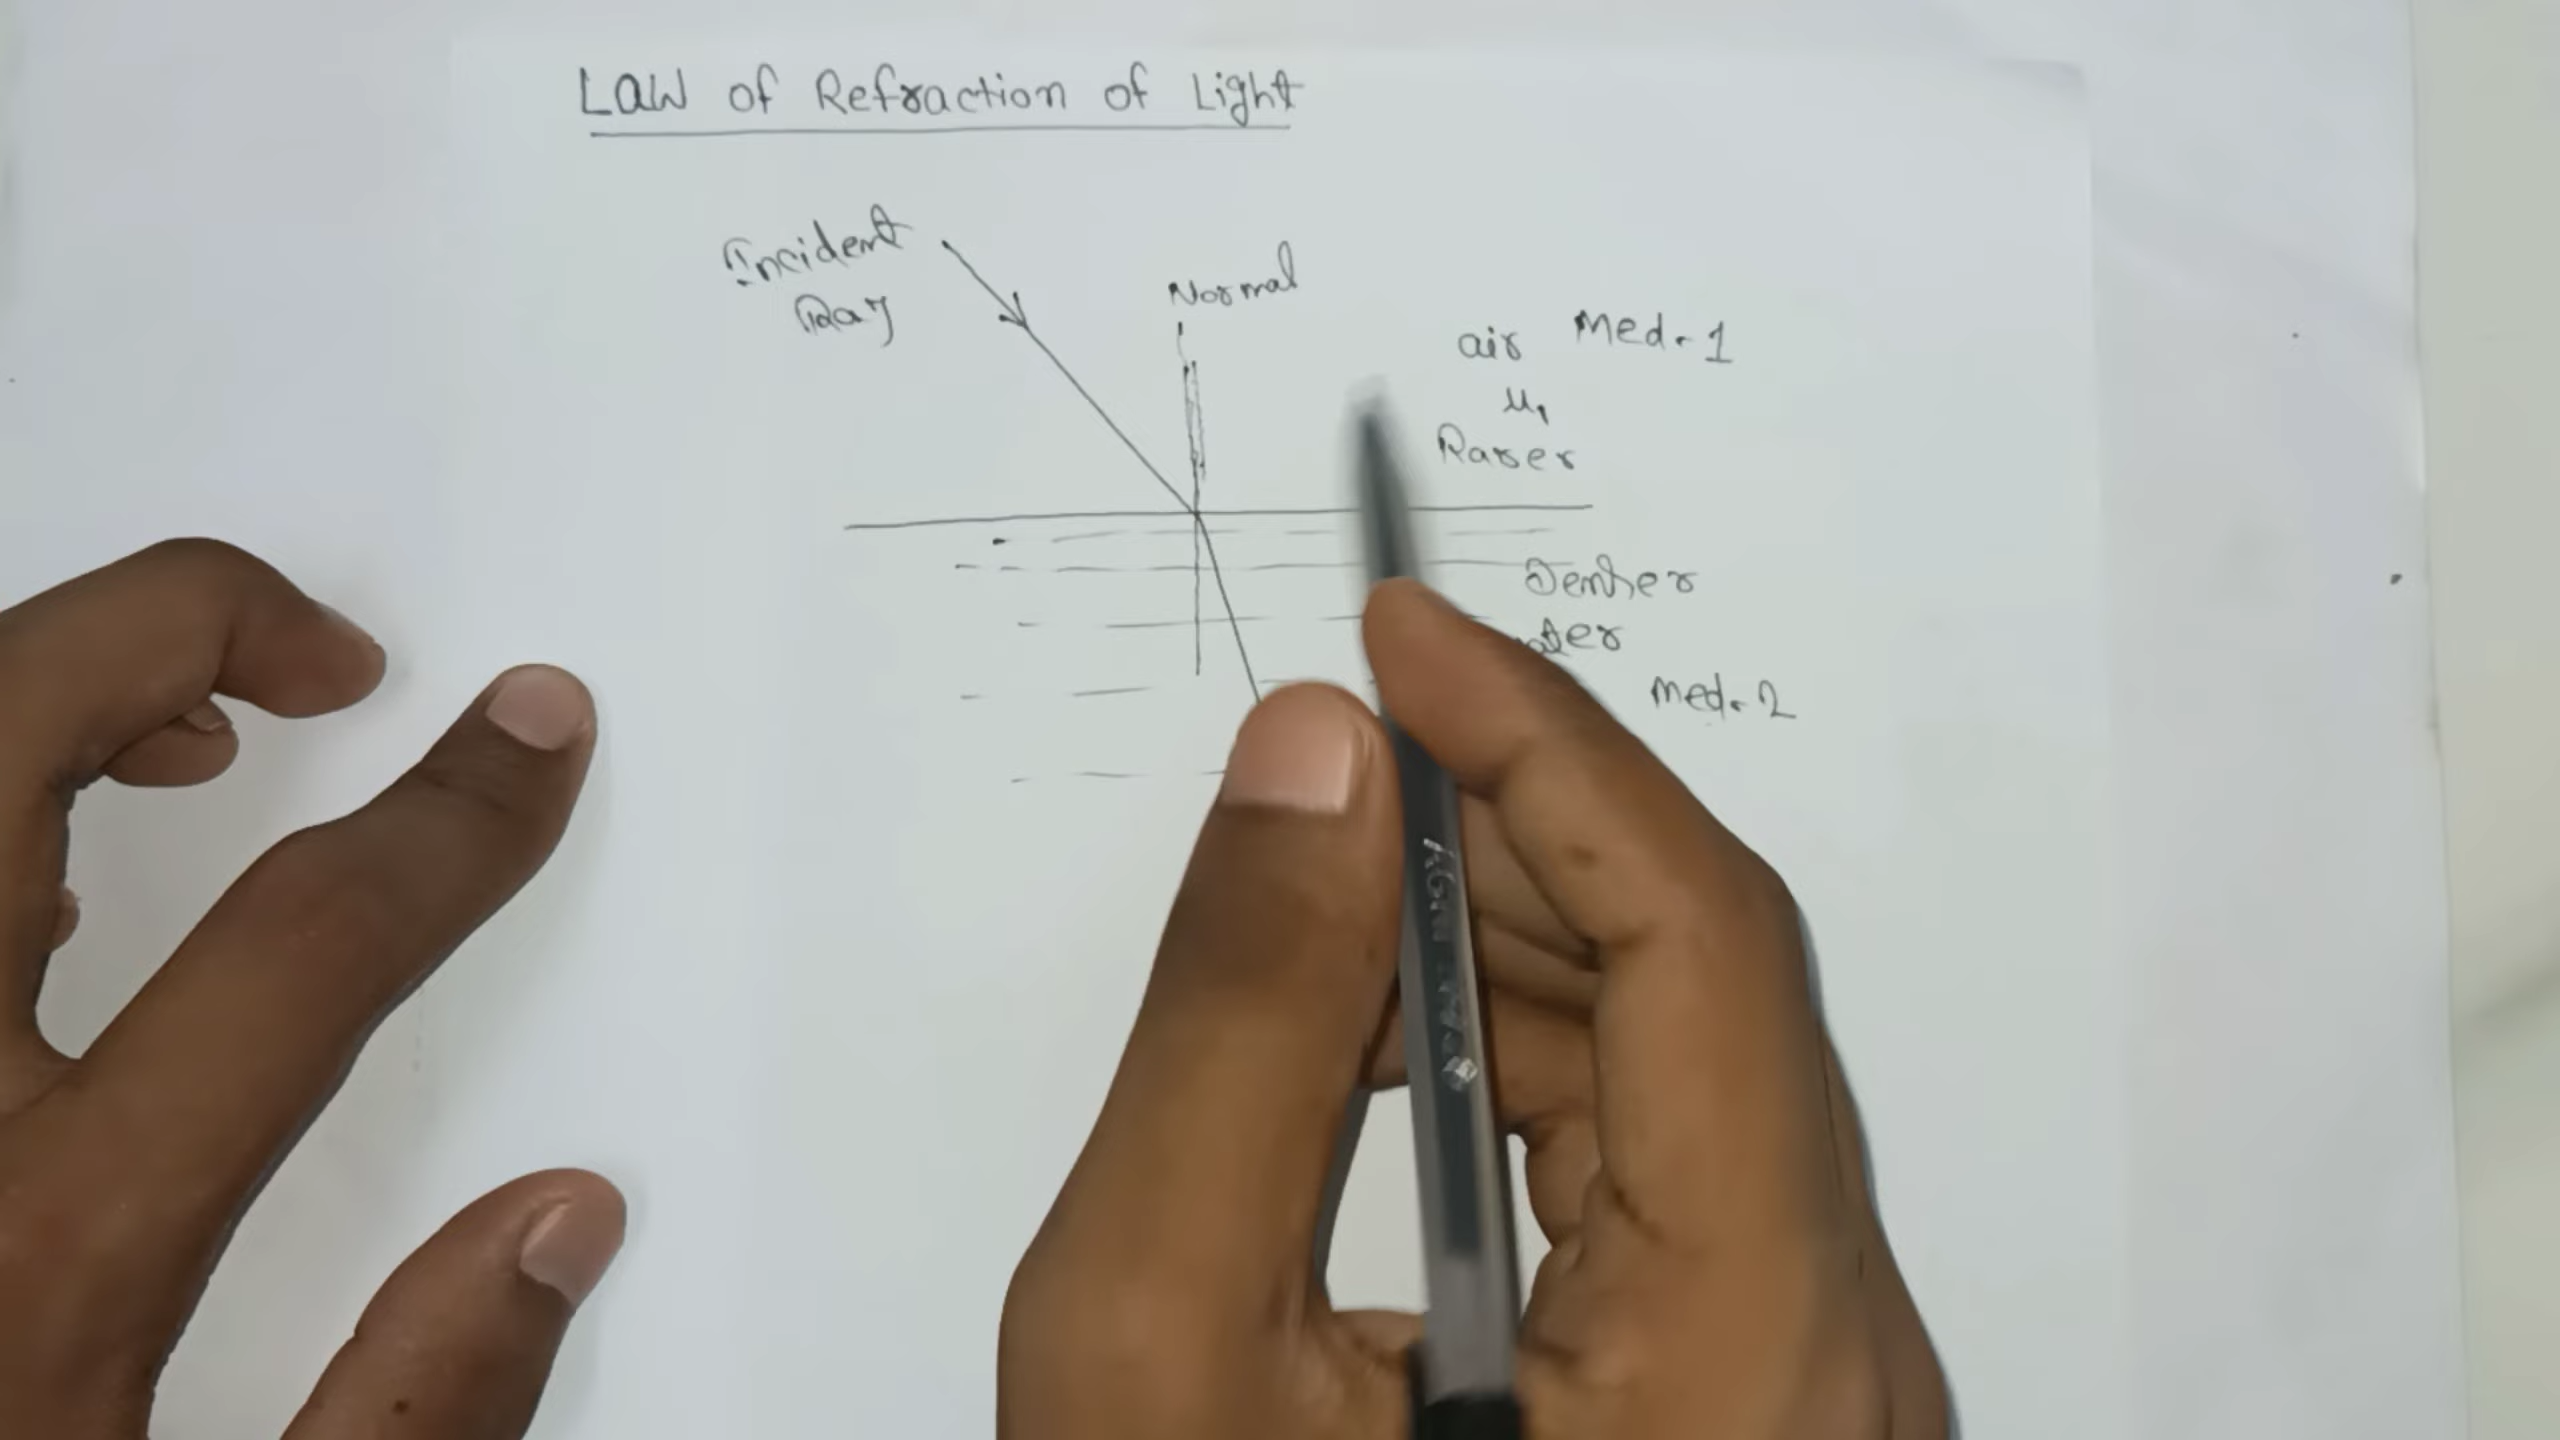 Law of Refraction of Light
Incident
Ray
Normal
air Med. 1
μ1
Rarer
Denser
Med. 2